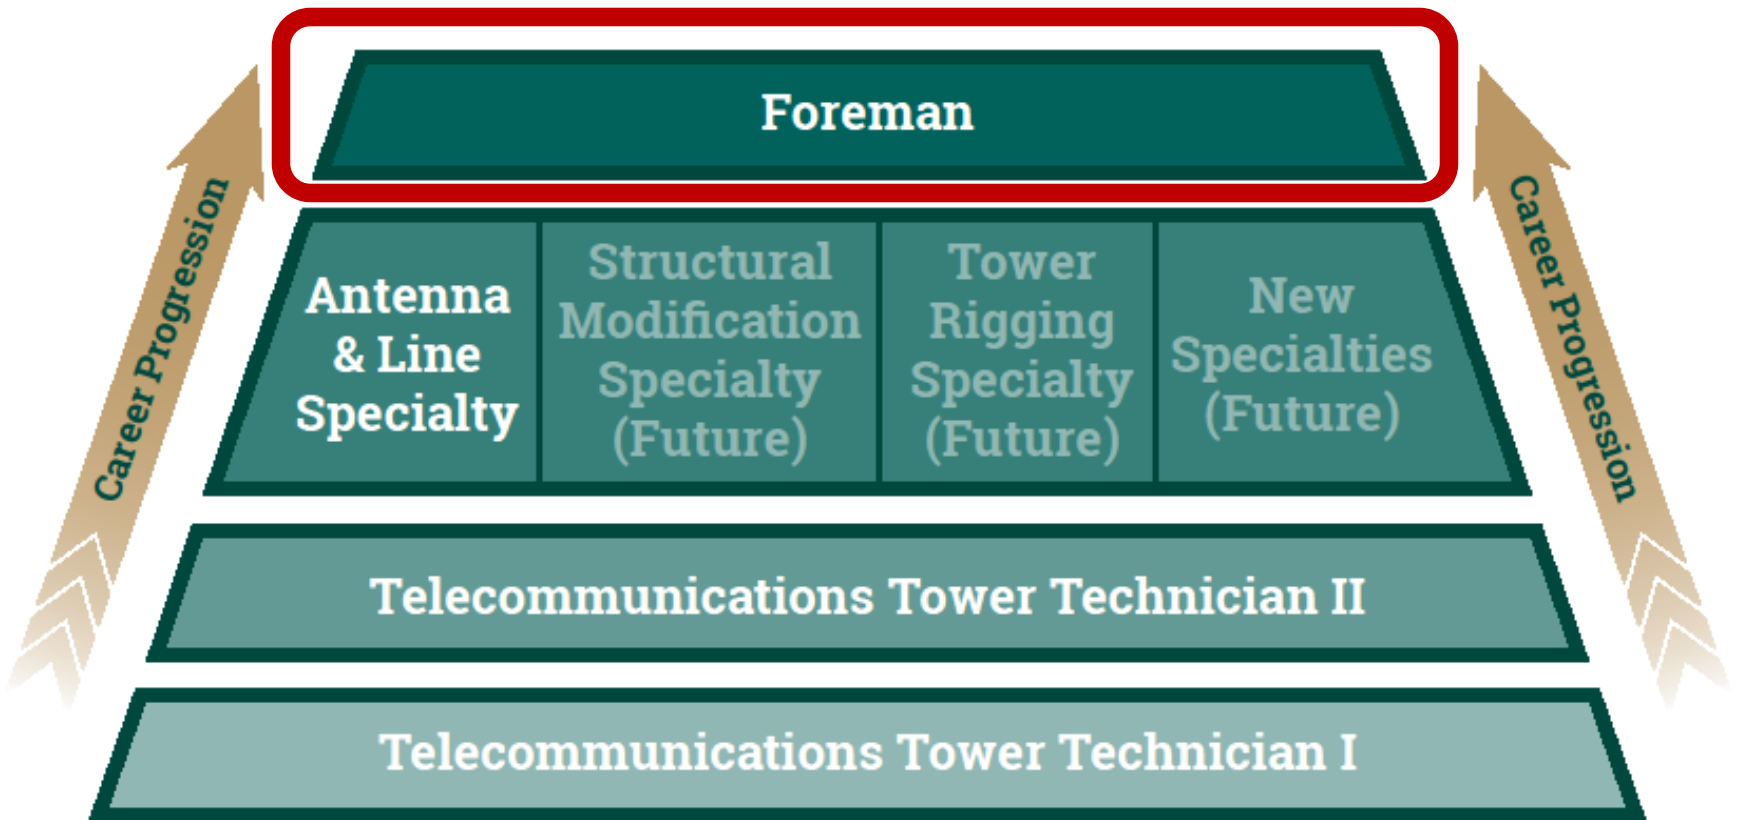 Foreman
Career Progression
Career Progression
Antenna
& Line
Specialty
Structural
Modification
Specialty
(Future)
Tower
Rigging
Specialty
(Future)
New
Specialties
(Future)
Telecommunications Tower Technician II
Telecommunications Tower Technician I